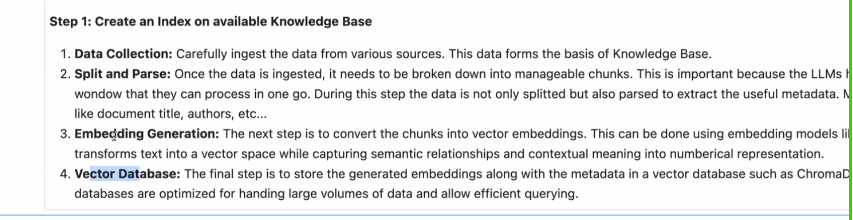 Step 1: Create an Index on available Knowledge Base
1. Data Collection: Carefully ingest the data from various sources. This data forms the basis of Knowledge Base.
2. Split and Parse: Once the data is ingested, it needs to be broken down into manageable chunks. This is important because the LLMs
wondow that they can process in one go. During this step the data is not only splitted but also parsed to extract the useful metadata.
like document title, authors, etc...
3. Embedding Generation: The next step is to convert the chunks into vector embeddings. This can be done using embedding models
transforms text into a vector space while capturing semantic relationships and contextual meaning into numberical representation.
4. Vector Database: The final step is to store the generated embeddings along with the metadata in a vector database such as ChromaD
databases are optimized for handing large volumes of data and allow efficient querying.